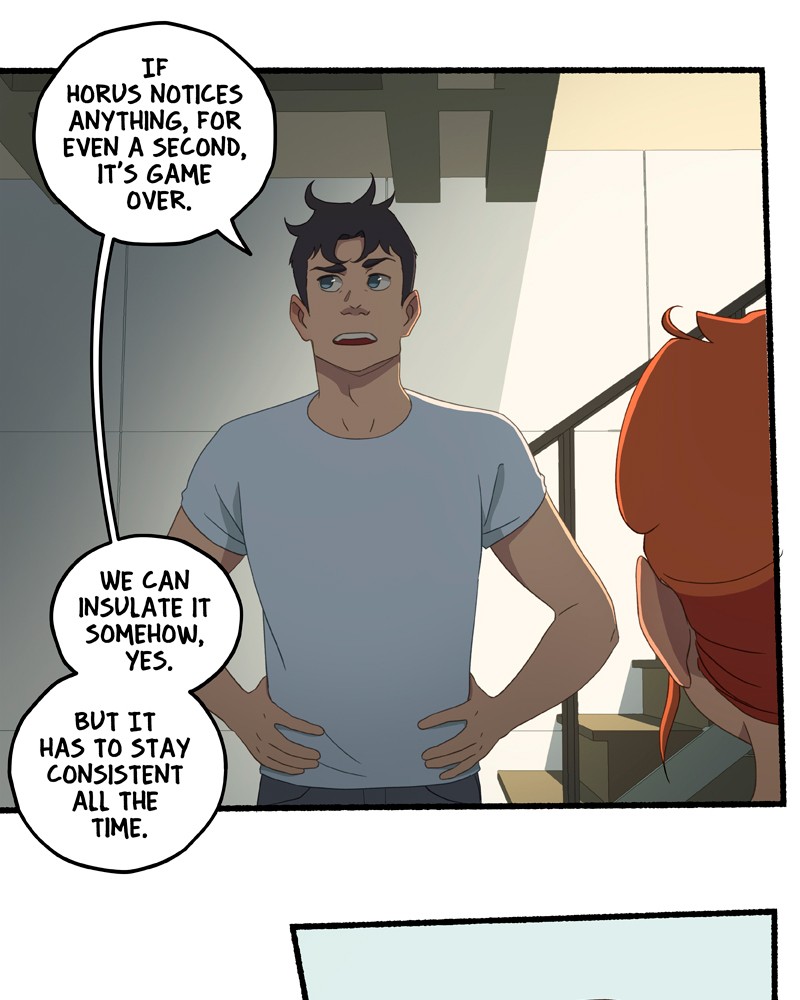 IF
HORUS NOTICES
ANYTHING, FOR
EVEN A SECOND,
IT'S GAME
OVER.
WE CAN
INSULATE IT
SOMEHOW,
YES.
BUT IT
HAS TO STAY
CONSISTENT
ALL THE
TIME.